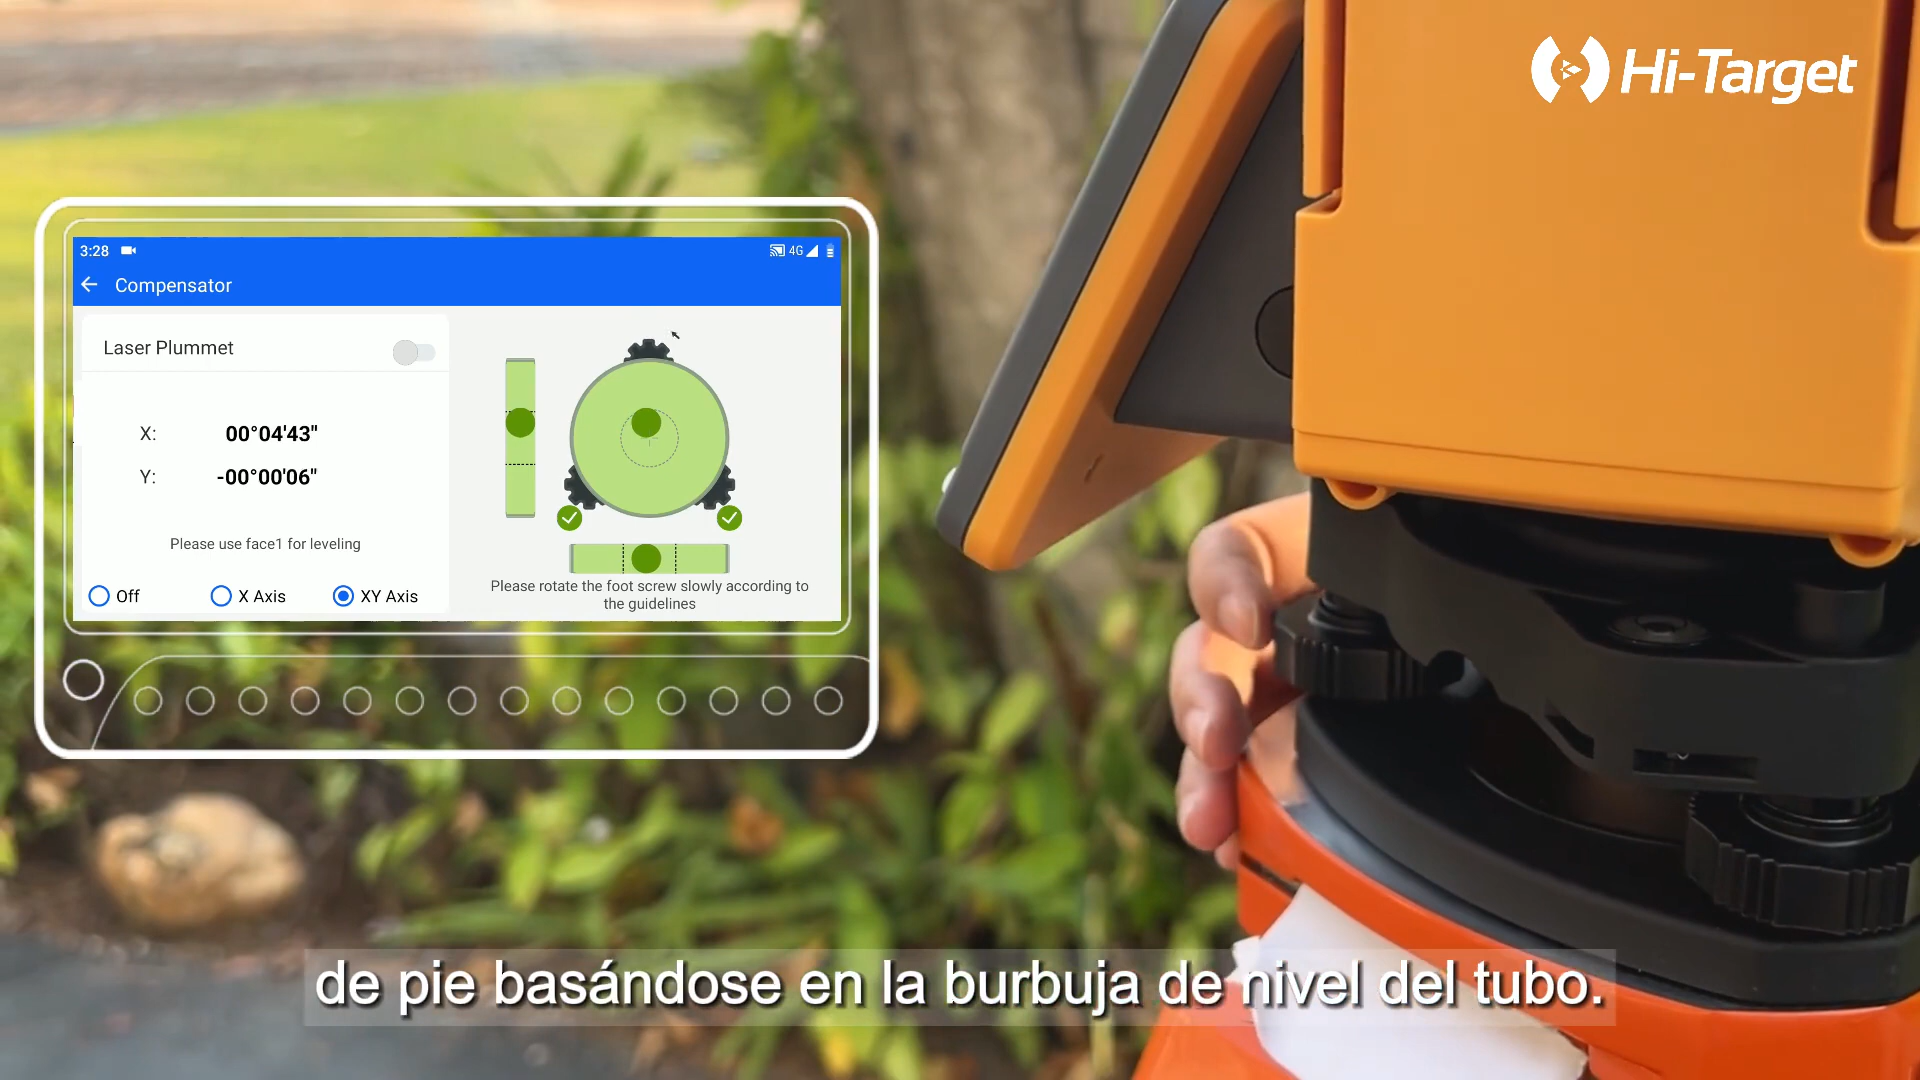 Hi-Target
3:28
4G
Compensator
Laser Plummet
X: 00°04'43"
Y: -00°00'06"
Please use face1 for leveling
Off X Axis XY Axis
Please rotate the foot screw slowly according to
the guidelines
de pie basándose en la burbuja de nivel del tubo.